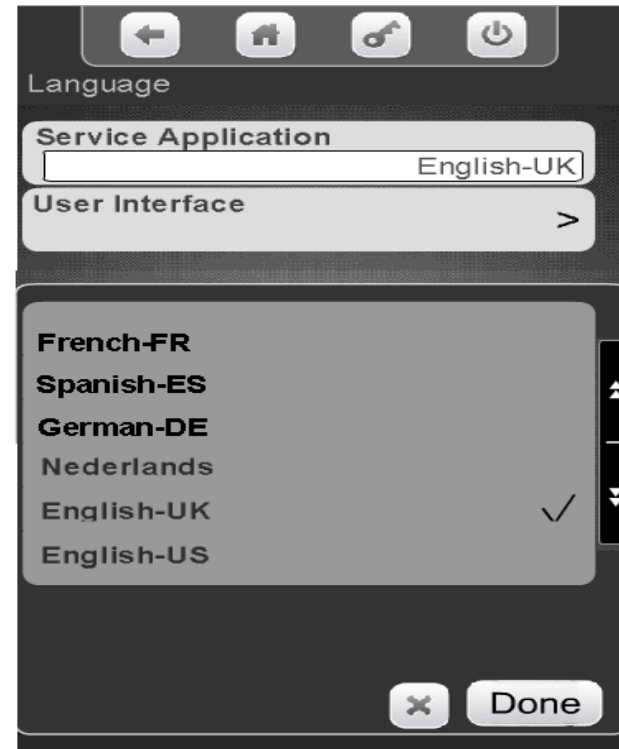 Language
Service Application
English-UK
User Interface
>
French-FR
Spanish-ES
German-DE
Nederlands
English-UK
English-US
Done